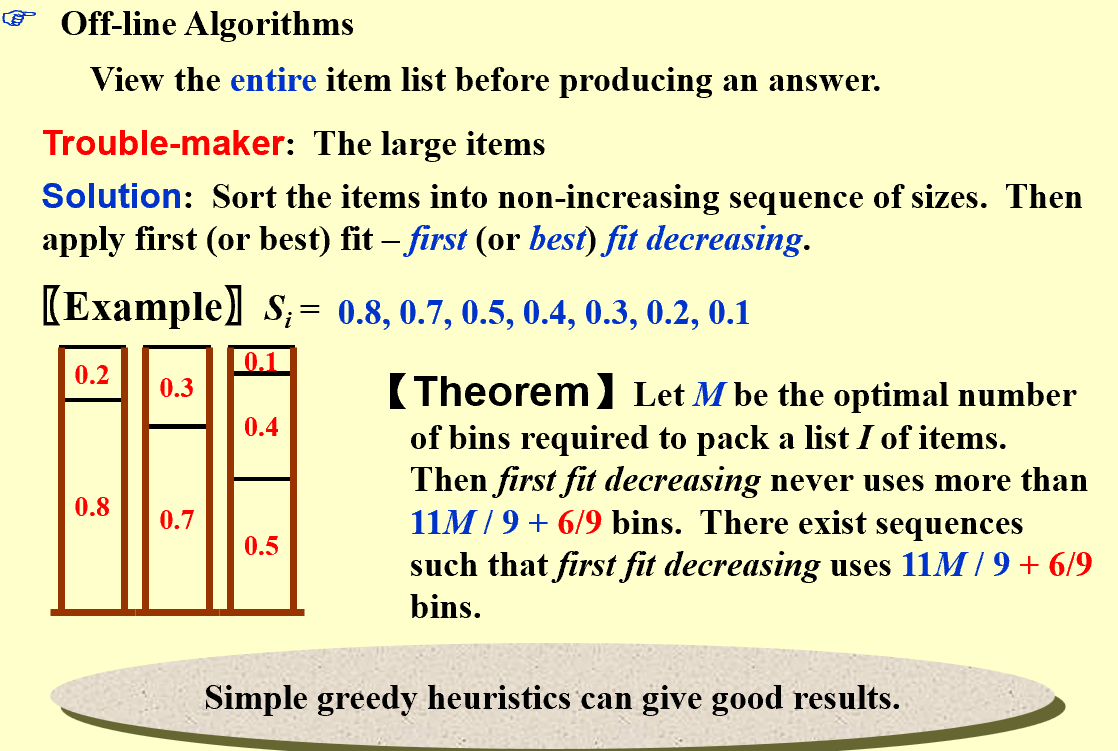 ☞ Off-line Algorithms
View the entire item list before producing an answer.
Trouble-maker: The large items
Solution: Sort the items into non-increasing sequence of sizes. Then
apply first (or best) fit – first (or best) fit decreasing.
〖Example〗 Si = 0.8, 0.7, 0.5, 0.4, 0.3, 0.2, 0.1
0.2
0.8
0.3
0.7
0.1
0.4
0.5
【Theorem】Let M be the optimal number
of bins required to pack a list I of items.
Then first fit decreasing never uses more than
11M / 9 + 6/9 bins. There exist sequences
such that first fit decreasing uses 11M / 9 + 6/9
bins.
Simple greedy heuristics can give good results.